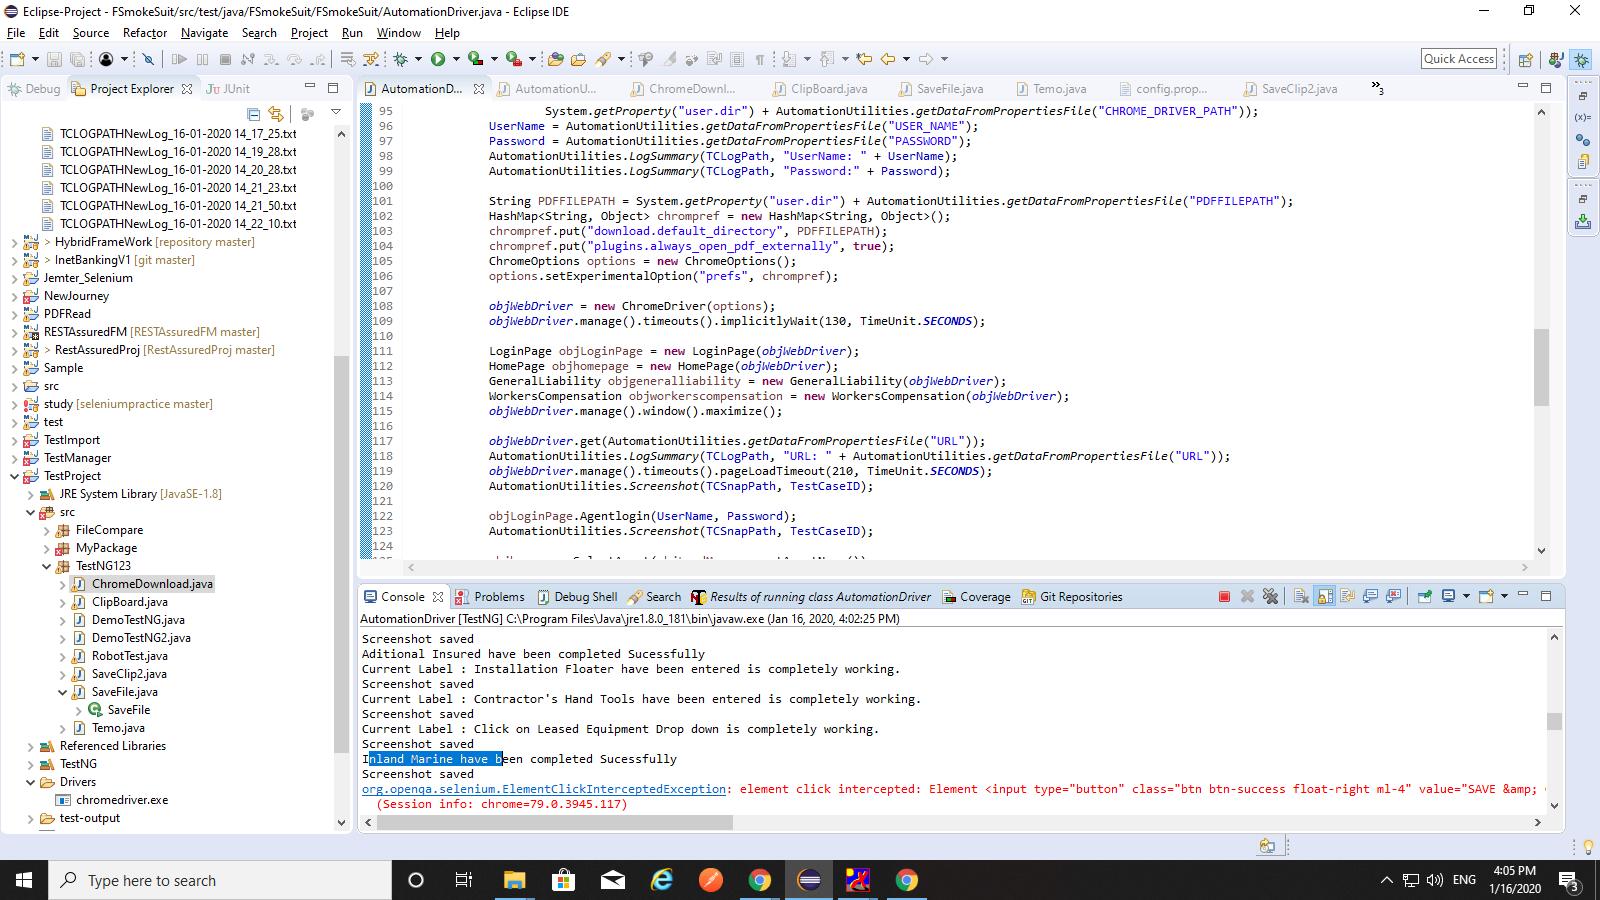 Eclipse-Project - FSmokeSuit/src/test/java/FSmokeSuit/FSmokeSuit/AutomationDriver.java - Eclipse IDE
File Edit Source Refactor Navigate Search Project Run Window Help
Quick Access
Debug Project Explorer JUnit
AutomationD... AutomationU... ChromeDownl... ClipBoard.java SaveFile.java Temo.java config.prop... SaveClip2.java »3
TCLOGPATHNewLog_16-01-2020 14_17_25.txt
TCLOGPATHNewLog_16-01-2020 14_19_28.txt
TCLOGPATHNewLog_16-01-2020 14_20_28.txt
TCLOGPATHNewLog_16-01-2020 14_21_23.txt
TCLOGPATHNewLog_16-01-2020 14_21_50.txt
TCLOGPATHNewLog_16-01-2020 14_22_10.txt
> HybridFrameWork [repository master]
> InetBankingV1 [git master]
Jemter_Selenium
NewJourney
PDFRead
RESTAssuredFM [RESTAssuredFM master]
> RestAssuredProj [RestAssuredProj master]
Sample
src
study [seleniumpractice master]
test
TestImport
TestManager
TestProject
JRE System Library [JavaSE-1.8]
src
FileCompare
MyPackage
TestNG123
ChromeDownload.java
ClipBoard.java
DemoTestNG.java
DemoTestNG2.java
RobotTest.java
SaveClip2.java
SaveFile.java
SaveFile
Temo.java
Referenced Libraries
TestNG
Drivers
chromedriver.exe
test-output
95 System.getProperty("user.dir") + AutomationUtilities.getDataFromPropertiesFile("CHROME_DRIVER_PATH"));
96 UserName = AutomationUtilities.getDataFromPropertiesFile("USER_NAME");
97 Password = AutomationUtilities.getDataFromPropertiesFile("PASSWORD");
98 AutomationUtilities.LogSummary(TCLogPath, "UserName: " + UserName);
99 AutomationUtilities.LogSummary(TCLogPath, "Password:" + Password);
100
101 String PDFFILEPATH = System.getProperty("user.dir") + AutomationUtilities.getDataFromPropertiesFile("PDFFILEPATH");
102 HashMap<String, Object> chrompref = new HashMap<String, Object>();
103 chrompref.put("download.default_directory", PDFFILEPATH);
104 chrompref.put("plugins.always_open_pdf_externally", true);
105 ChromeOptions options = new ChromeOptions();
106 options.setExperimentalOption("prefs", chrompref);
107
108 objWebDriver = new ChromeDriver(options);
109 objWebDriver.manage().timeouts().implicitlyWait(130, TimeUnit.SECONDS);
110
111 LoginPage objLoginPage = new LoginPage(objWebDriver);
112 HomePage objhomepage = new HomePage(objWebDriver);
113 GeneralLiability objgeneralliability = new GeneralLiability(objWebDriver);
114 WorkersCompensation objworkerscompensation = new WorkersCompensation(objWebDriver);
115 objWebDriver.manage().window().maximize();
116
117 objWebDriver.get(AutomationUtilities.getDataFromPropertiesFile("URL"));
118 AutomationUtilities.LogSummary(TCLogPath, "URL: " + AutomationUtilities.getDataFromPropertiesFile("URL"));
119 objWebDriver.manage().timeouts().pageLoadTimeout(210, TimeUnit.SECONDS);
120 AutomationUtilities.Screenshot(TCSnapPath, TestCaseID);
121
122 objLoginPage.Agentlogin(UserName, Password);
123 AutomationUtilities.Screenshot(TCSnapPath, TestCaseID);
124
Console Problems Debug Shell Search Results of running class AutomationDriver Coverage Git Repositories
AutomationDriver [TestNG] C:\Program Files\Java\jre1.8.0_181\bin\javaw.exe (Jan 16, 2020, 4:02:25 PM)
Screenshot saved
Aditional Insured have been completed Sucessfully
Current Label : Installation Floater have been entered is completely working.
Screenshot saved
Current Label : Contractor's Hand Tools have been entered is completely working.
Screenshot saved
Current Label : Click on Leased Equipment Drop down is completely working.
Screenshot saved
Inland Marine have been completed Sucessfully
Screenshot saved
org.openqa.selenium.ElementClickInterceptedException: element click intercepted: Element <input type="button" class="btn btn-success float-right ml-4" value="SAVE &amp;
(Session info: chrome=79.0.3945.117)
Type here to search
ENG
4:05 PM
1/16/2020
3